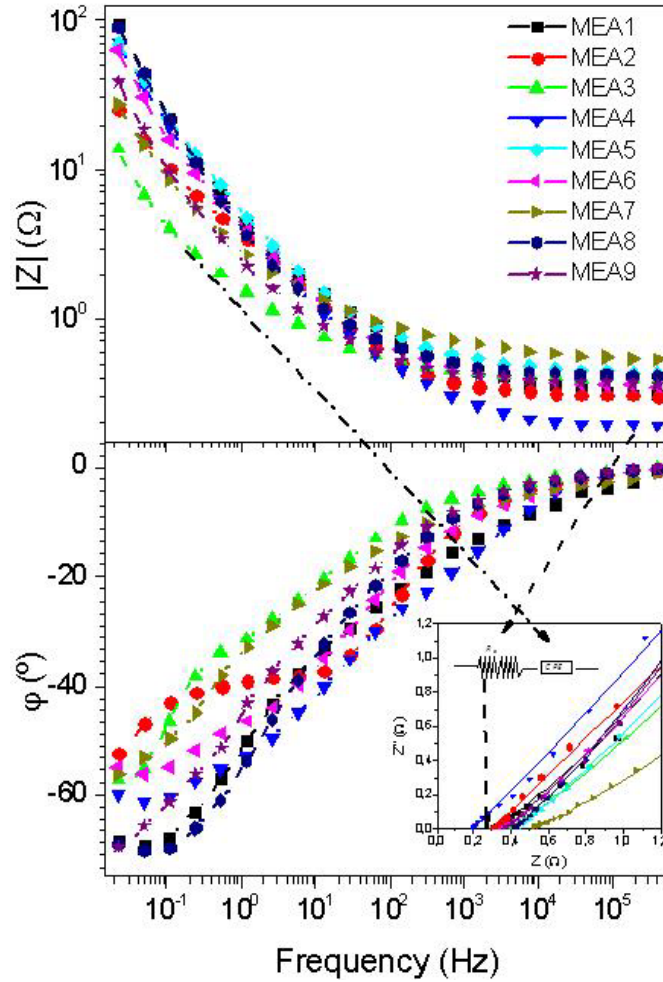 10²
10¹
10⁰
|Z| (Ω)
MEA1
MEA2
MEA3
MEA4
MEA5
MEA6
MEA7
MEA8
MEA9
0
-20
-40
-60
φ (º)
10⁻¹ 10⁰ 10¹ 10² 10³ 10⁴ 10⁵
Frequency (Hz)
1,2
1,0
0,8
0,6
0,4
0,2
0,0
Z'' (Ω)
CPE
0,0 0,2 0,4 0,6 0,8 1,0 1,2
Z (Ω)